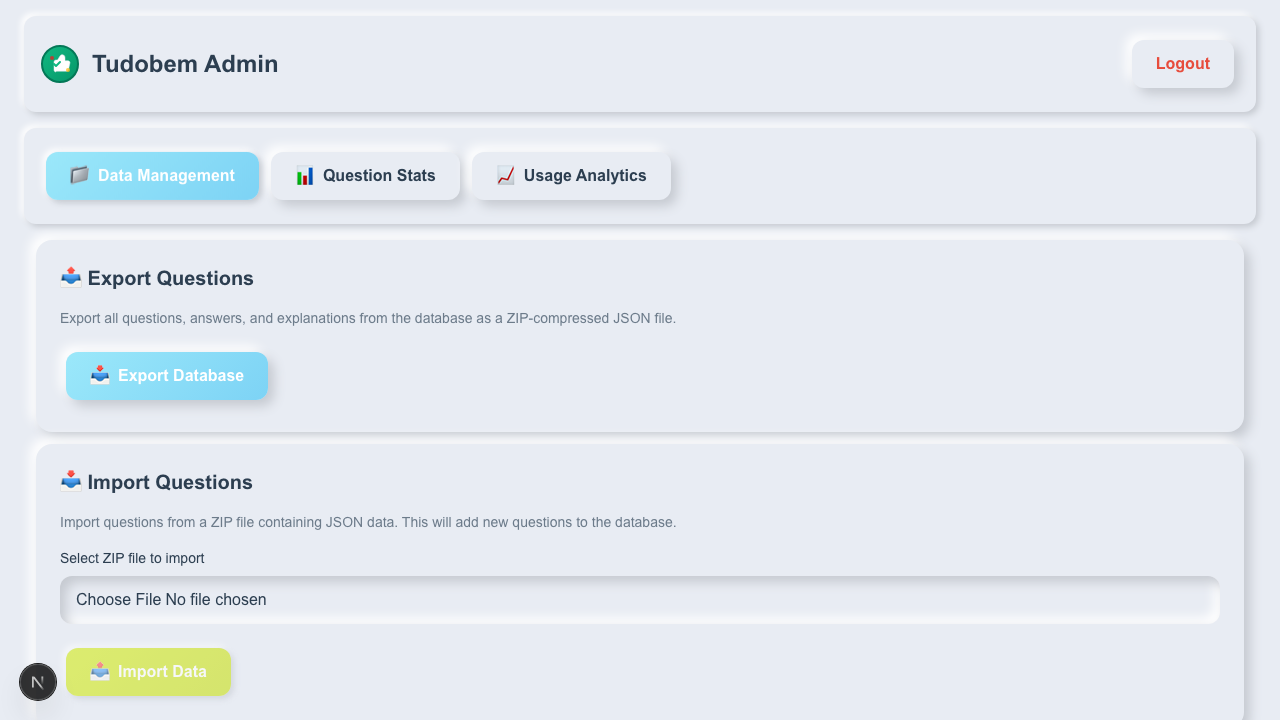 Tudobem Admin
Logout
Data Management
Question Stats
Usage Analytics
Export Questions
Export all questions, answers, and explanations from the database as a ZIP-compressed JSON file.
Export Database
Import Questions
Import questions from a ZIP file containing JSON data. This will add new questions to the database.
Select ZIP file to import
Choose File No file chosen
Import Data
N